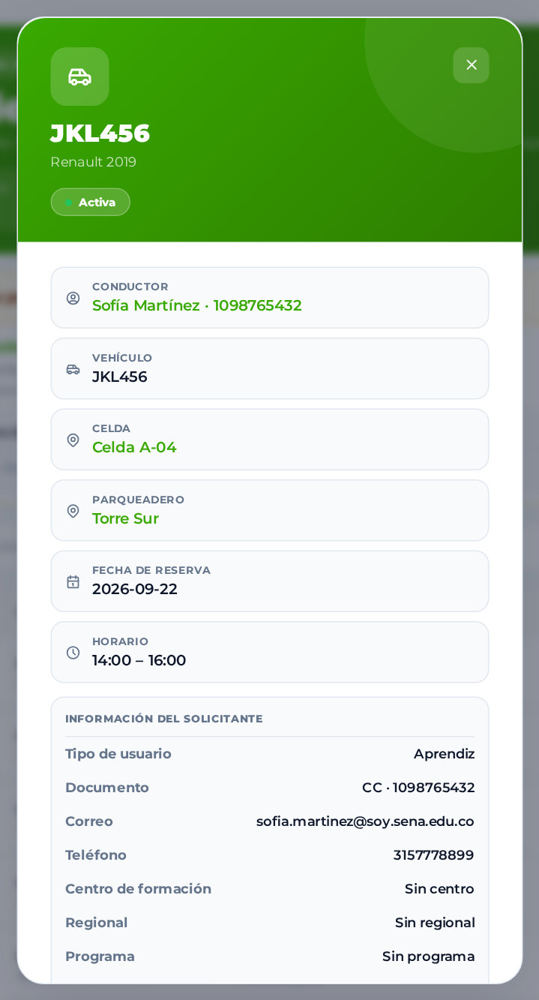 JKL456
Renault 2019
Activa
CONDUCTOR
Sofía Martínez · 1098765432
VEHÍCULO
JKL456
CELDA
Celda A-04
PARQUEADERO
Torre Sur
FECHA DE RESERVA
2026-09-22
HORARIO
14:00 – 16:00
INFORMACIÓN DEL SOLICITANTE
Tipo de usuario Aprendiz
Documento CC · 1098765432
Correo sofia.martinez@soy.sena.edu.co
Teléfono 3157778899
Centro de formación Sin centro
Regional Sin regional
Programa Sin programa